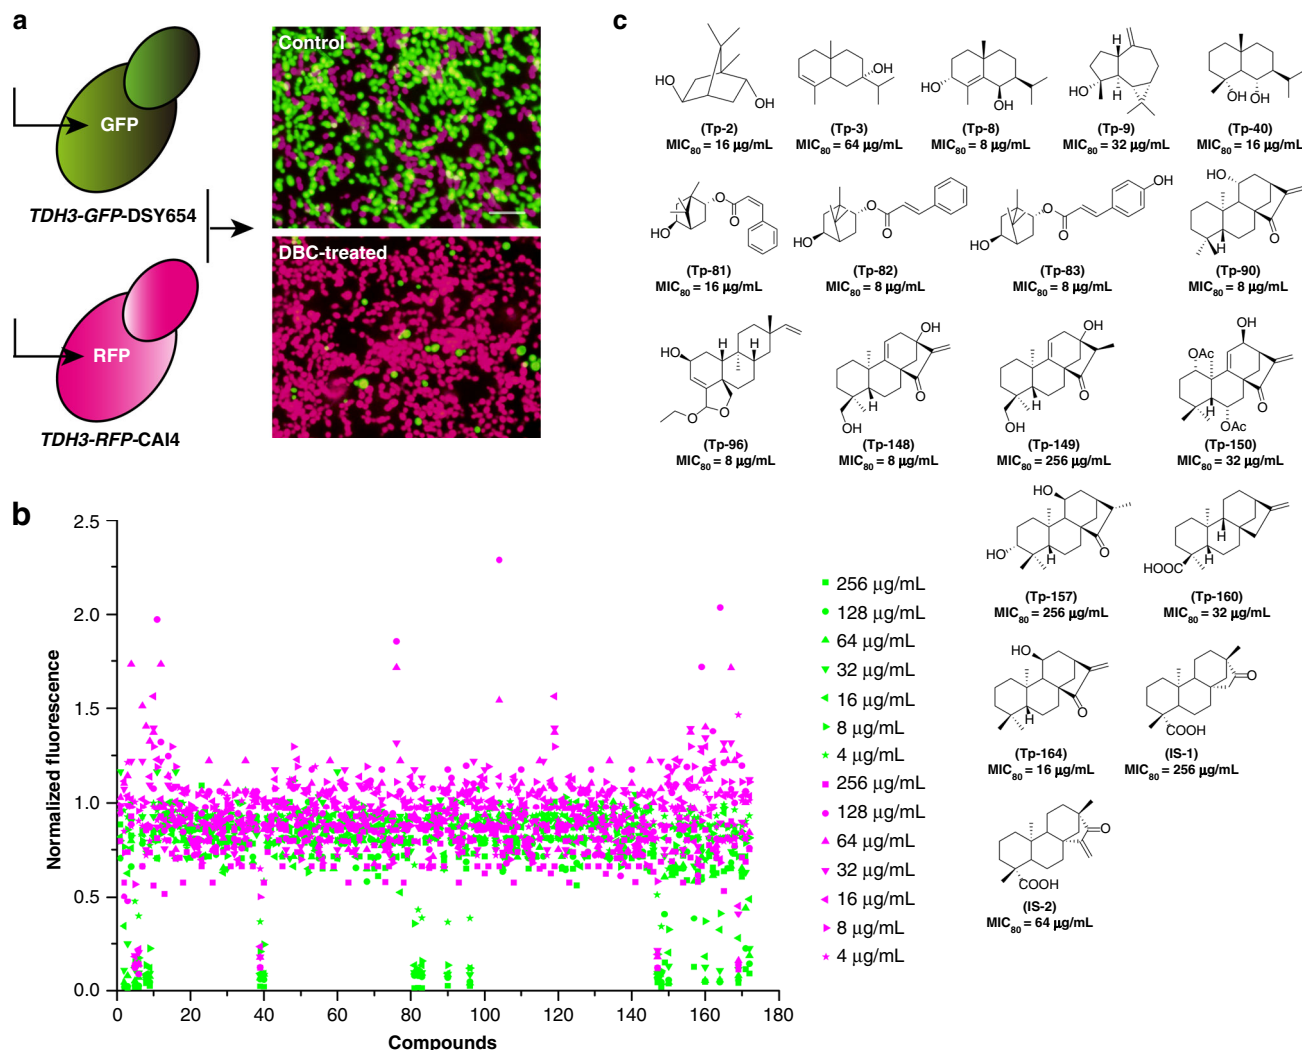 a
GFP
TDH3-GFP-DSY654
RFP
TDH3-RFP-CAI4
Control
DBC-treated
b
Normalized fluorescence
2.5
2.0
1.5
1.0
0.5
0.0
0 20 40 60 80 100 120 140 160 180
Compounds
256 µg/mL
128 µg/mL
64 µg/mL
32 µg/mL
16 µg/mL
8 µg/mL
4 µg/mL
256 µg/mL
128 µg/mL
64 µg/mL
32 µg/mL
16 µg/mL
8 µg/mL
4 µg/mL
c
HO
OH
(Tp-2)
MIC80 = 16 µg/mL
OH
(Tp-3)
MIC80 = 64 µg/mL
HO
OH
(Tp-8)
MIC80 = 8 µg/mL
H
HO
H
(Tp-9)
MIC80 = 32 µg/mL
OH OH
(Tp-40)
MIC80 = 16 µg/mL
O
HO
O
(Tp-81)
MIC80 = 16 µg/mL
O
HO
O
(Tp-82)
MIC80 = 8 µg/mL
OH
O
HO
O
(Tp-83)
MIC80 = 8 µg/mL
HO
O
H
(Tp-90)
MIC80 = 8 µg/mL
HO
H
H
O
O
(Tp-96)
MIC80 = 8 µg/mL
OH
O
H
OH
(Tp-148)
MIC80 = 8 µg/mL
OH
O
H
OH
(Tp-149)
MIC80 = 256 µg/mL
OH
OAc
O
H
OAc
(Tp-150)
MIC80 = 32 µg/mL
HO
HO
O
H
(Tp-157)
MIC80 = 256 µg/mL
H
H
HOOC
(Tp-160)
MIC80 = 32 µg/mL
HO
O
H
(Tp-164)
MIC80 = 16 µg/mL
O
COOH
(IS-1)
MIC80 = 256 µg/mL
O
COOH
(IS-2)
MIC80 = 64 µg/mL